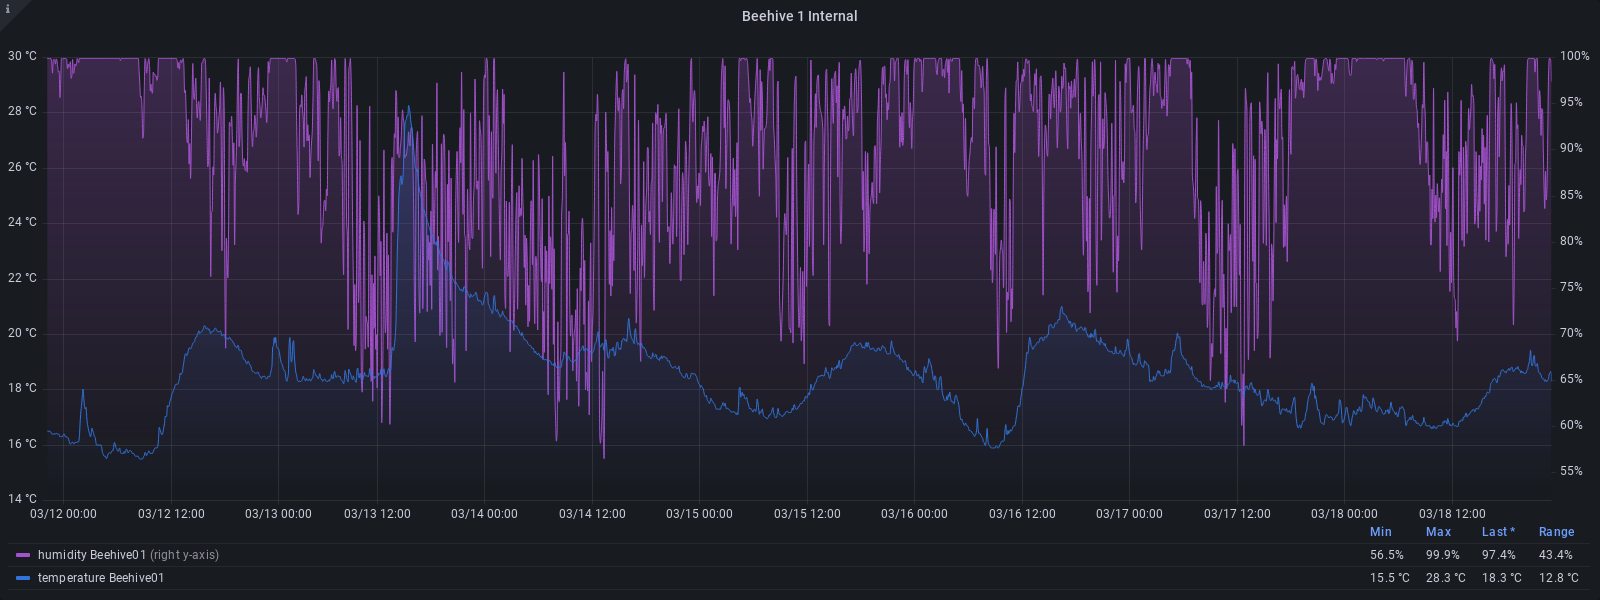 i
Beehive 1 Internal
30 °C 100%
28 °C 95%
26 °C 90%
24 °C 85%
22 °C 80%
20 °C 75%
18 °C 70%
16 °C 65%
14 °C 60%
55%
03/12 00:00 03/12 12:00 03/13 00:00 03/13 12:00 03/14 00:00 03/14 12:00 03/15 00:00 03/15 12:00 03/16 00:00 03/16 12:00 03/17 00:00 03/17 12:00 03/18 00:00 03/18 12:00
Min Max Last * Range
humidity Beehive01 (right y-axis) 56.5% 99.9% 97.4% 43.4%
temperature Beehive01 15.5 °C 28.3 °C 18.3 °C 12.8 °C